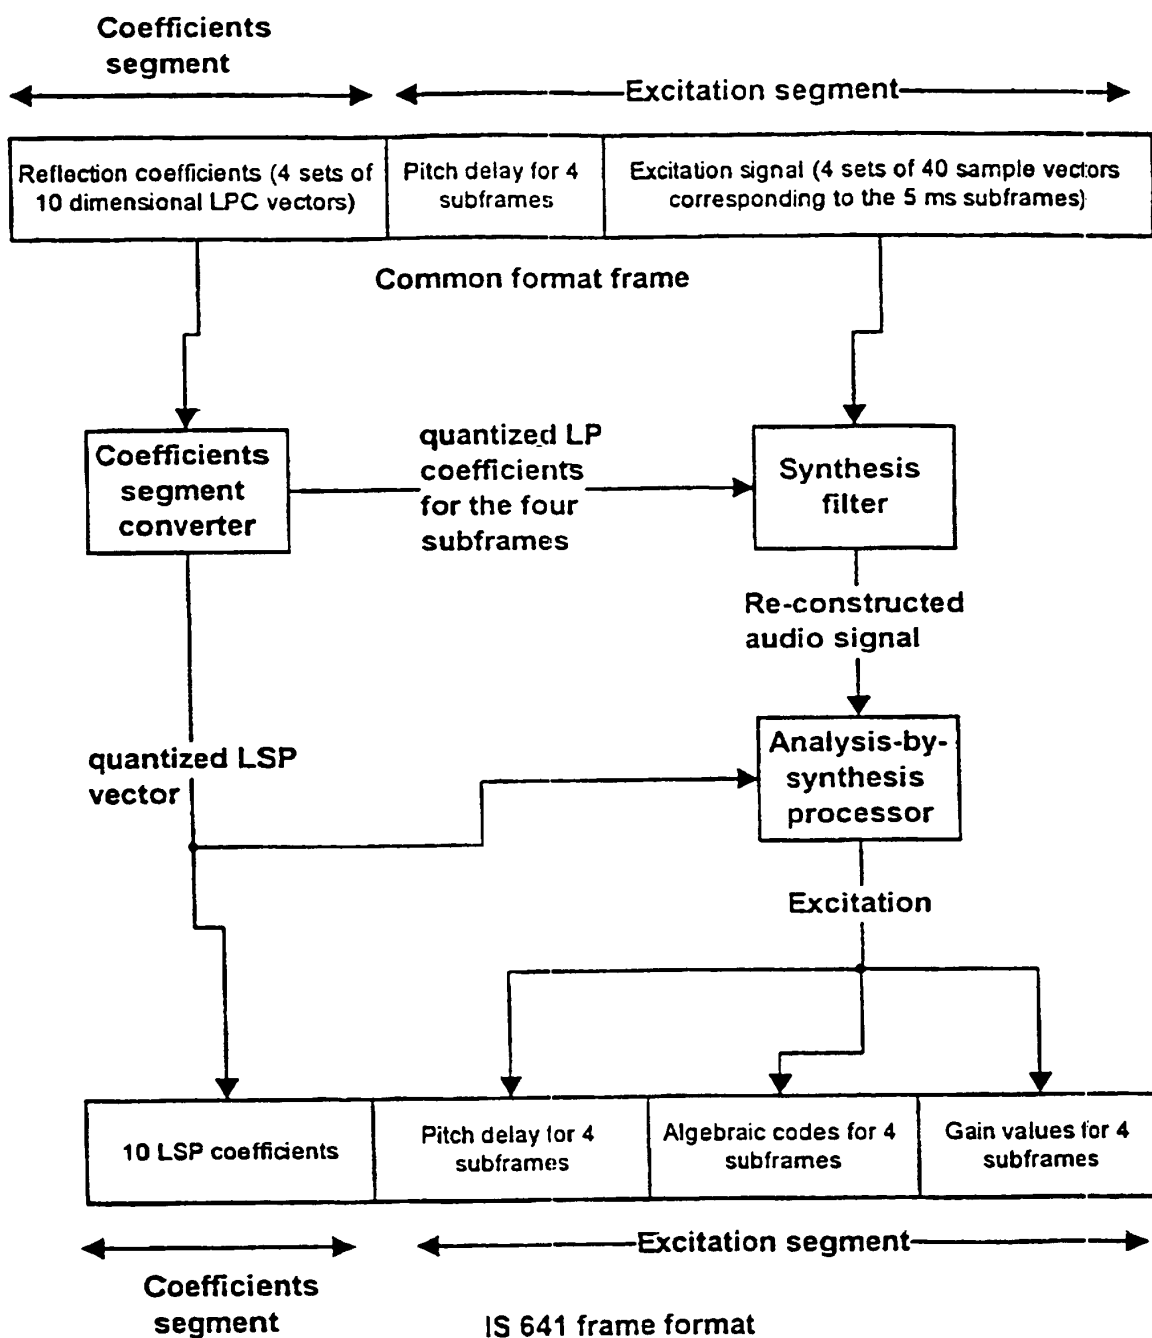 Coefficients
segment
Excitation segment
Reflection coefficients (4 sets of
10 dimensional LPC vectors)
Pitch delay for 4
subframes
Excitation signal (4 sets of 40 sample vectors
corresponding to the 5 ms subframes)
Common format frame
Coefficients
segment
converter
quantized LP
coefficients
for the four
subframes
Synthesis
filter
Re-constructed
audio signal
quantized LSP
vector
Analysis-by-
synthesis
processor
Excitation
10 LSP coefficients
Pitch delay for 4
subframes
Algebraic codes for 4
subframes
Gain values for 4
subframes
Excitation segment
Coefficients
segment
IS 641 frame format